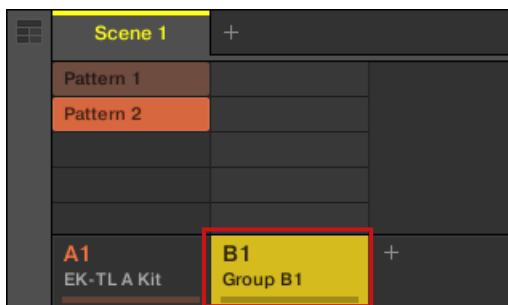 Scene 1 +
Pattern 1
Pattern 2
A1 B1 +
EK-TL A Kit Group B1